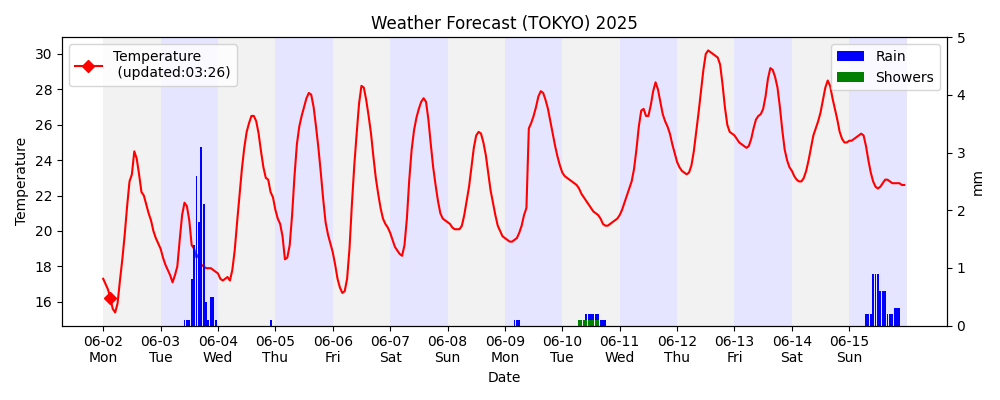 Weather Forecast (TOKYO) 2025
Temperature
(updated:03:26)
Rain
Showers
Temperature
30
28
26
24
22
20
18
16
5
4
3
2
1
0
mm
06-02 06-03 06-04 06-05 06-06 06-07 06-08 06-09 06-10 06-11 06-12 06-13 06-14 06-15
Mon Tue Wed Thu Fri Sat Sun Mon Tue Wed Thu Fri Sat Sun
Date